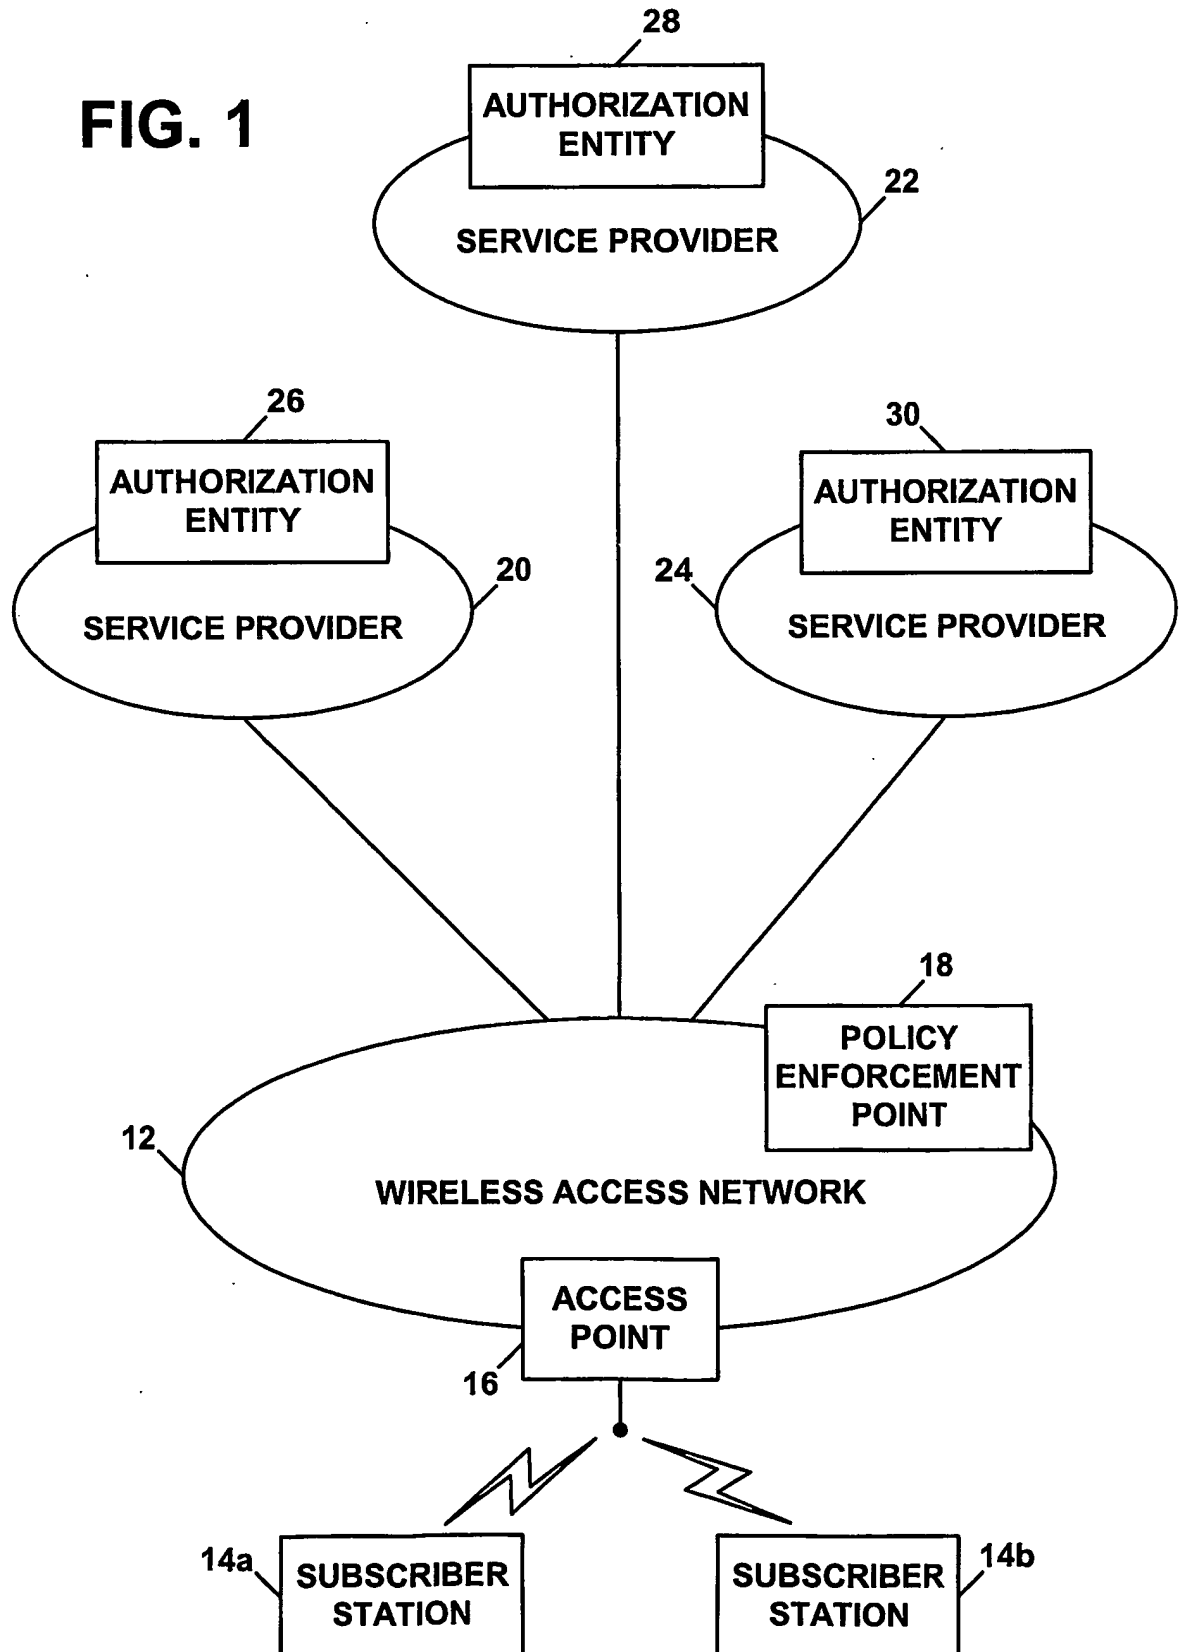 FIG. 1
28
AUTHORIZATION
ENTITY
22
SERVICE PROVIDER
26
AUTHORIZATION
ENTITY
20
SERVICE PROVIDER
30
AUTHORIZATION
ENTITY
24
SERVICE PROVIDER
18
POLICY
ENFORCEMENT
POINT
12
WIRELESS ACCESS NETWORK
ACCESS
POINT
16
14a
SUBSCRIBER
STATION
SUBSCRIBER
STATION
14b